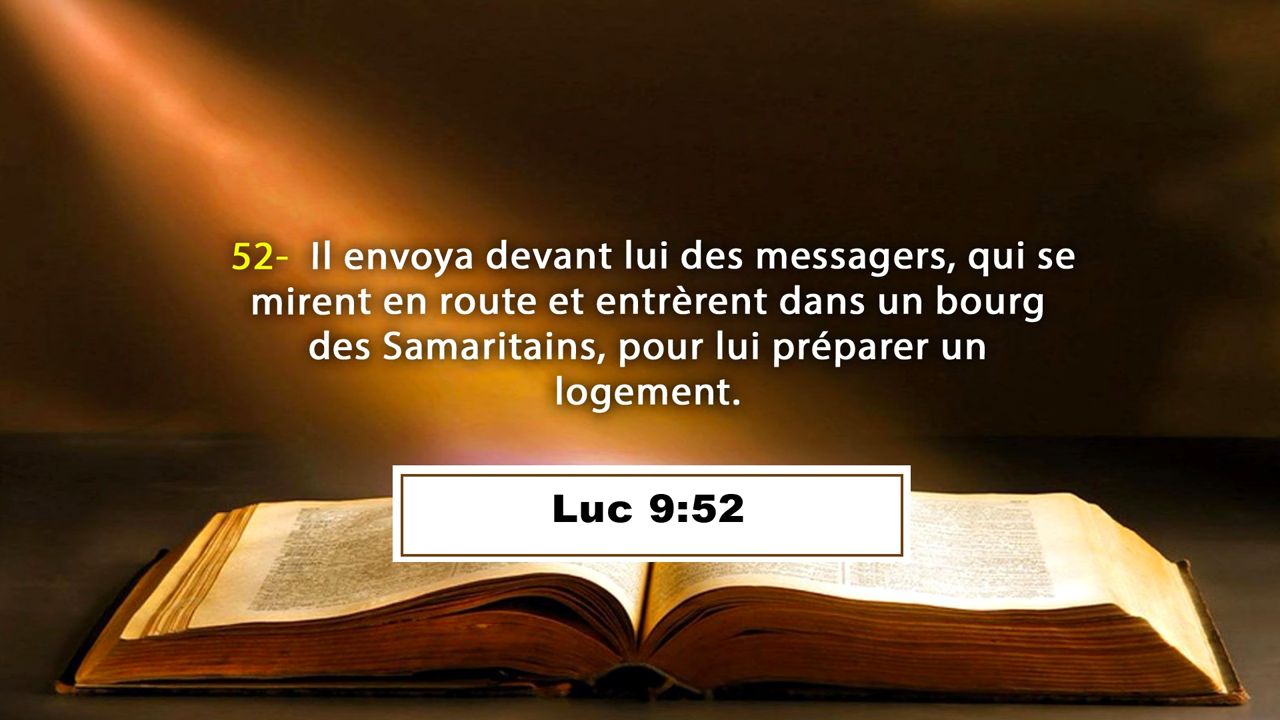 52- Il envoya devant lui des messagers, qui se
mirent en route et entrèrent dans un bourg
des Samaritains, pour lui préparer un
logement.
Luc 9:52